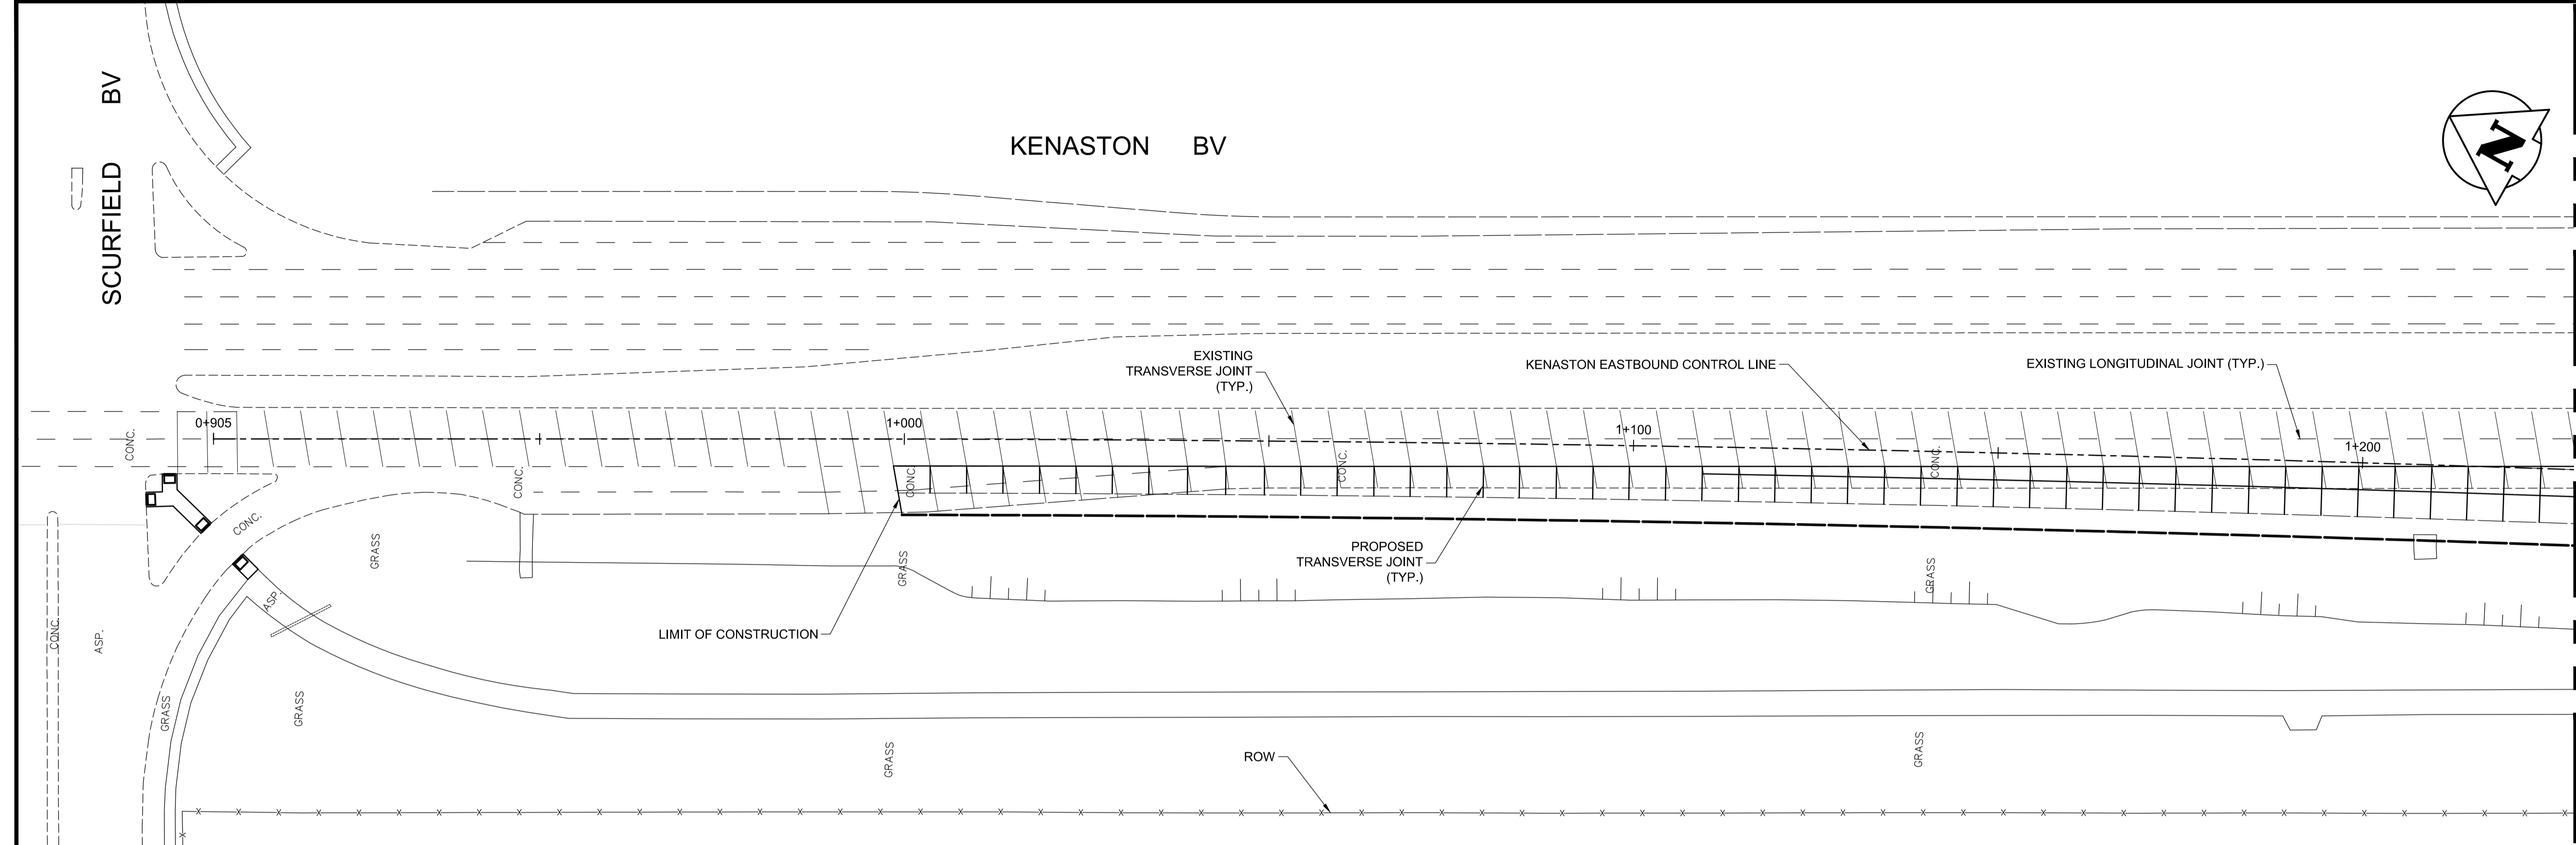 SCURFIELD BV
KENASTON BV
N
EXISTING
TRANSVERSE JOINT
(TYP.)
KENASTON EASTBOUND CONTROL LINE
EXISTING LONGITUDINAL JOINT (TYP.)
0+905
1+000
1+100
1+200
CONC.
CONC.
CONC.
CONC.
CONC.
CONC.
GRASS
GRASS
GRASS
PROPOSED
TRANSVERSE JOINT
(TYP.)
LIMIT OF CONSTRUCTION
ASP.
CONC.
ASP.
GRASS
GRASS
GRASS
GRASS
ROW